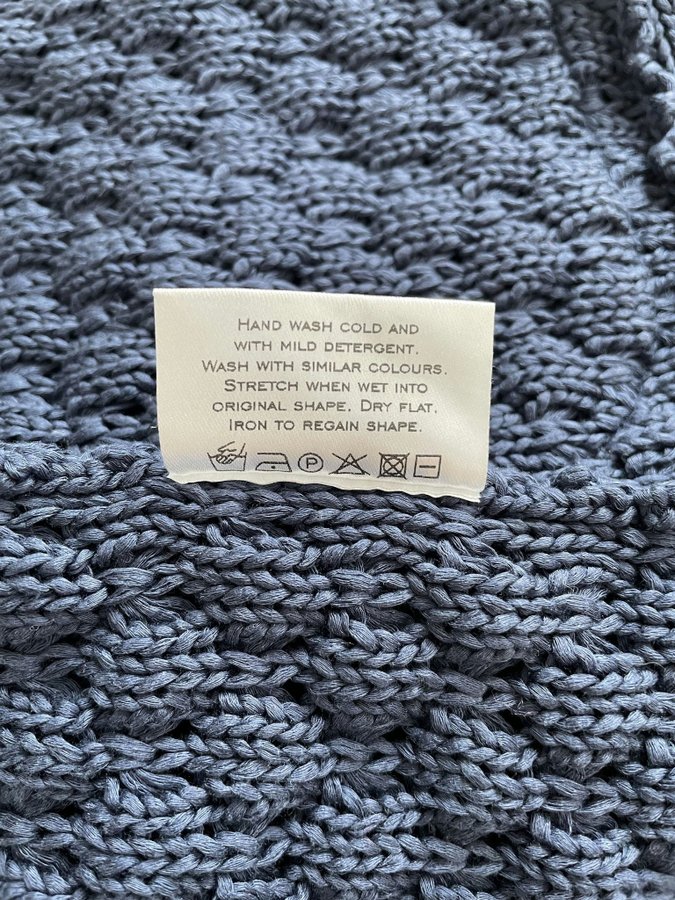 HAND WASH COLD AND
WITH MILD DETERGENT.
WASH WITH SIMILAR COLOURS.
STRETCH WHEN WET INTO
ORIGINAL SHAPE. DRY FLAT.
IRON TO REGAIN SHAPE.
P